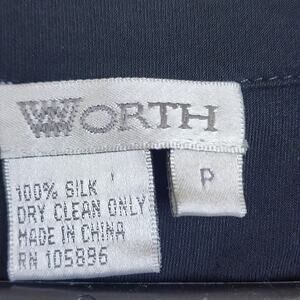 WORTH
P
100% SILK
DRY CLEAN ONLY
MADE IN CHINA
RN 105896